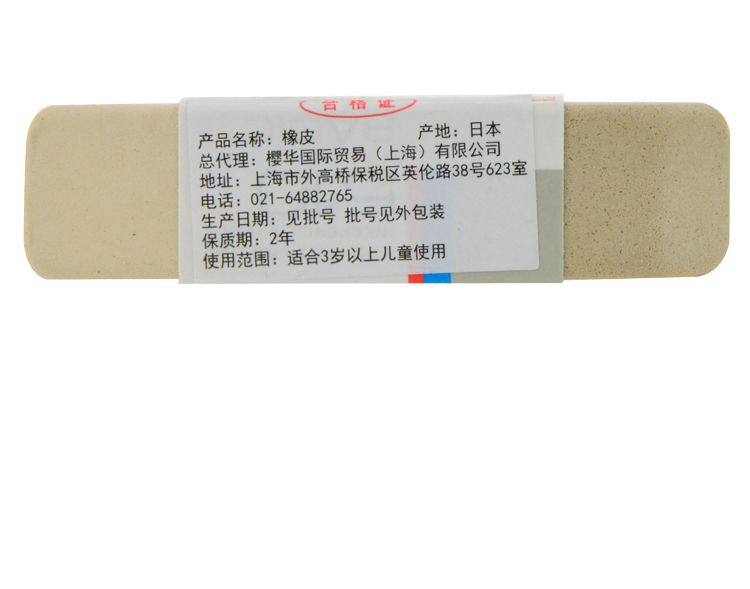 合格证
产品名称：橡皮 产地：日本
总代理：樱华国际贸易（上海）有限公司
地址：上海市外高桥保税区英伦路38号623室
电话：021-64882765
生产日期：见批号 批号见外包装
保质期：2年
使用范围：适合3岁以上儿童使用